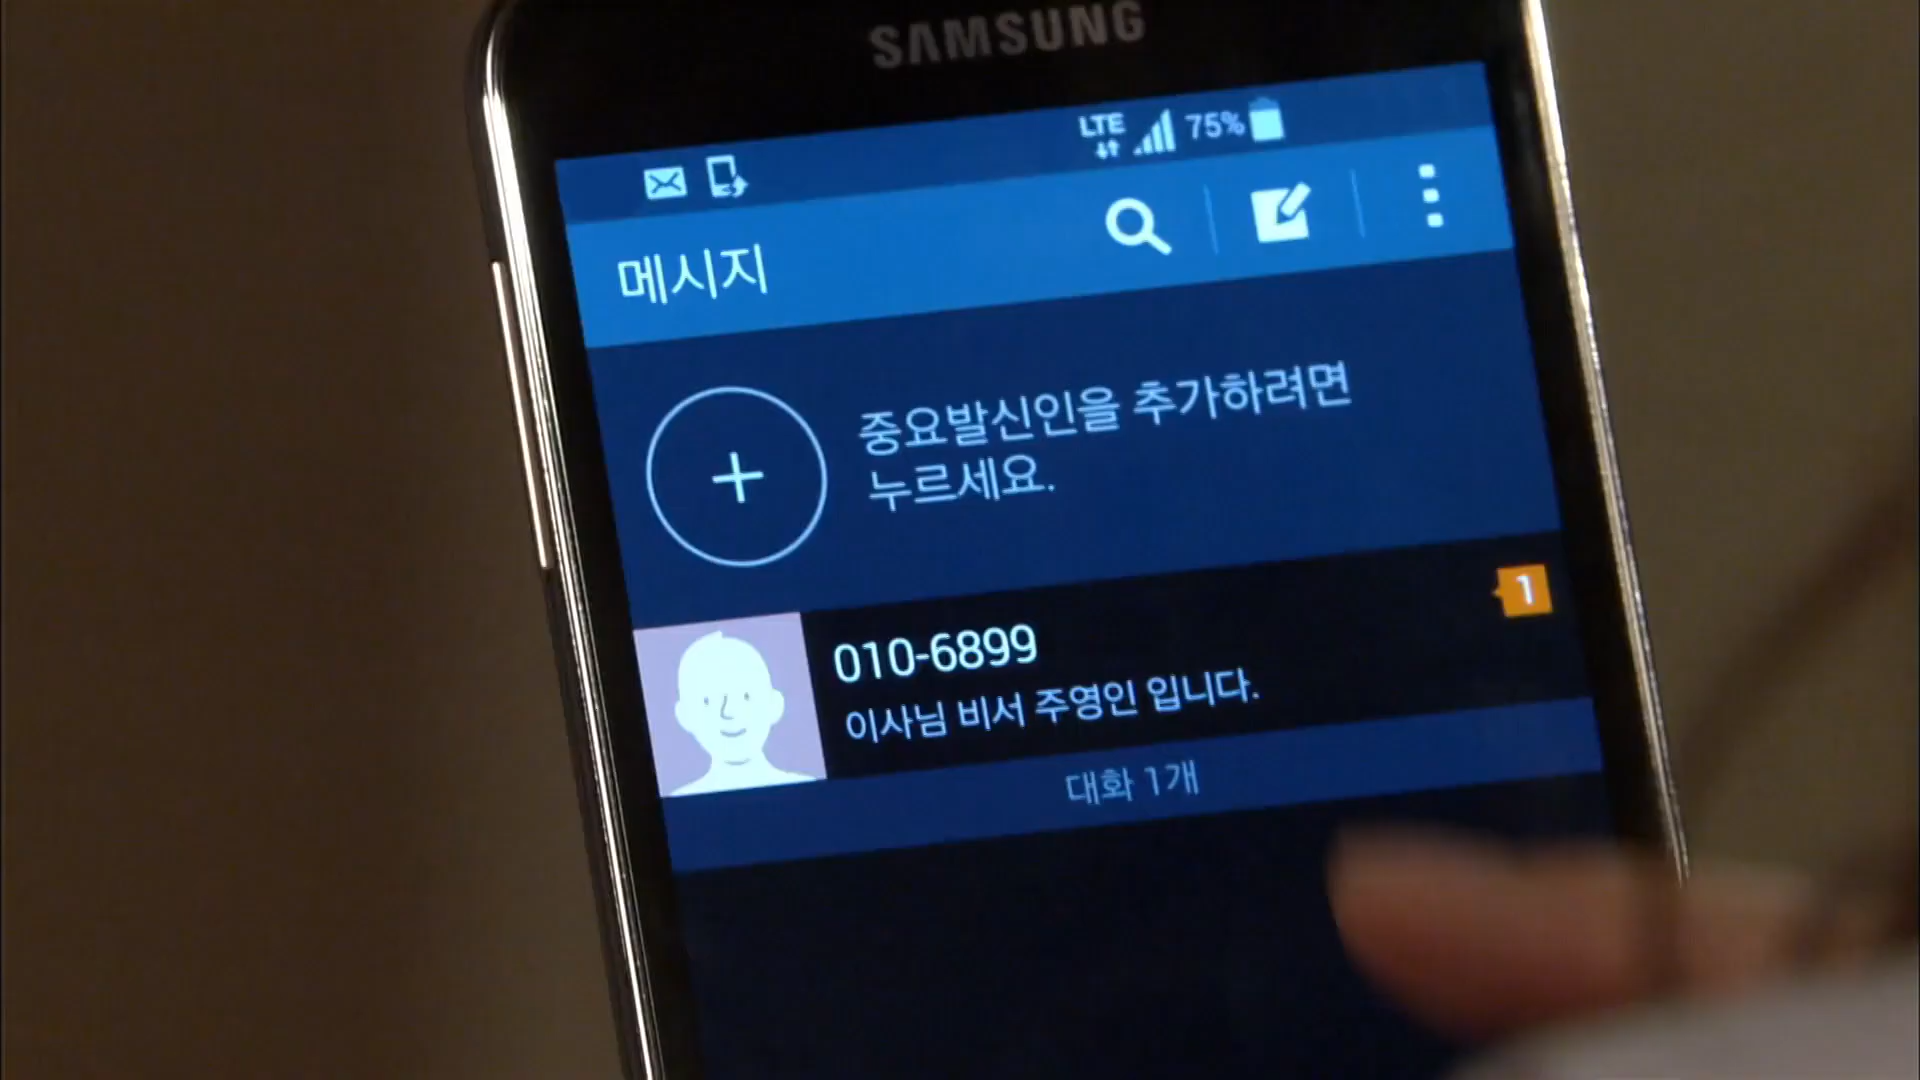 SAMSUNG
LTE 75%
메시지
중요발신인을 추가하려면
누르세요.
1
010-6899
이사님 비서 주영인 입니다.
대화 1개